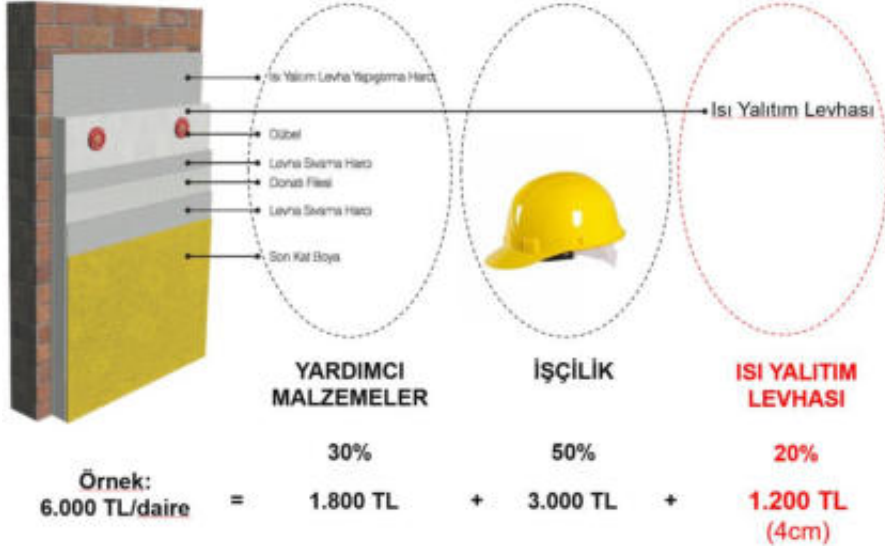 Isı Yalıtım Levha Yapıştırma Harcı
Isı Yalıtım Levhası
Dübel
Levha Sıvama Harcı
Donatı Filesi
Levha Sıvama Harcı
Son Kat Boya
YARDIMCI
MALZEMELER
İŞÇİLİK
ISI YALITIM
LEVHASI
30%
50%
20%
Örnek:
6.000 TL/daire
=
1.800 TL
+
3.000 TL
+
1.200 TL
(4cm)